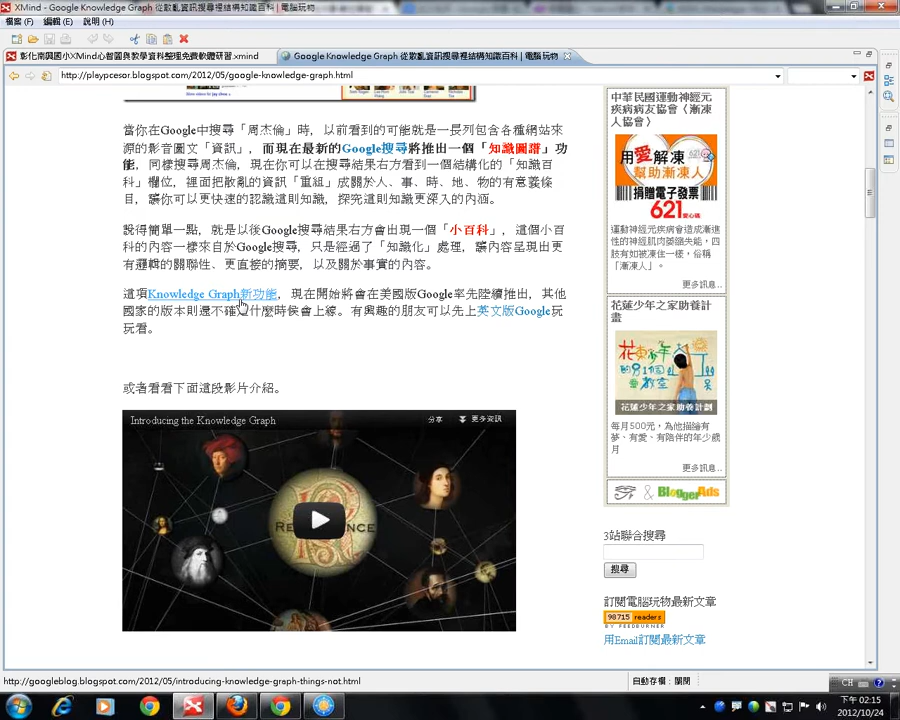 XMind - Google Knowledge Graph 從散亂資訊搜尋裡結構知識百科 | 電腦玩物
檔案(F) 編輯(E) 說明(H)
彰化南興國小XMind心智圖與教學資料整理免費軟體研習.xmind
Google Knowledge Graph 從散亂資訊搜尋裡結構知識百科 | 電腦玩物
http://playpcesor.blogspot.com/2012/05/google-knowledge-graph.html
當你在Google中搜尋「周杰倫」時，以前看到的可能就是一長列包含各種網站來
源的影音圖文「資訊」，而現在最新的Google搜尋將推出一個「知識圖譜」功
能，同樣搜尋周杰倫，現在你可以在搜尋結果右方看到一個結構化的「知識百
科」欄位，裡面把散亂的資訊「重組」成關於人、事、時、地、物的有意義條
目，讓你可以更快速的認識這則知識，探究這則知識更深入的內涵。
說得簡單一點，就是以後Google搜尋結果右方會出現一個「小百科」，這個小百
科的內容一樣來自於Google搜尋，只是經過了「知識化」處理，讓內容呈現出更
有邏輯的關聯性、更直接的摘要，以及關於事實的內容。
這項Knowledge Graph新功能，現在開始將會在美國版Google率先陸續推出，其他
國家的版本則還不確定什麼時侯會上線。有興趣的朋友可以先上英文版Google玩
玩看。
或者看看下面這段影片介紹。
Introducing the Knowledge Graph
分享
更多資訊
中華民國運動神經元
疾病病友協會（漸凍
人協會）
用愛解凍
幫助漸凍人
捐贈電子發票
621愛心碼
運動神經元疾病會造成漸進
性的神經肌肉萎縮失能，四
肢有如被凍住一樣，俗稱
「漸凍人」。
更多訊息..
花蓮少年之家助養計
畫
花東少年
的91個
教室
花蓮少年之家助養計劃
每月500元，為他描繪有
夢、有愛、有陪伴的年少歲
月
更多訊息..
& BloggerAds
3站聯合搜尋
搜尋
訂閱電腦玩物最新文章
98715 readers
BY FEEDBURNER
用Email訂閱最新文章
http://googleblog.blogspot.com/2012/05/introducing-knowledge-graph-things-not.html
自動存檔：關閉
CH
下午 02:15
2012/10/24